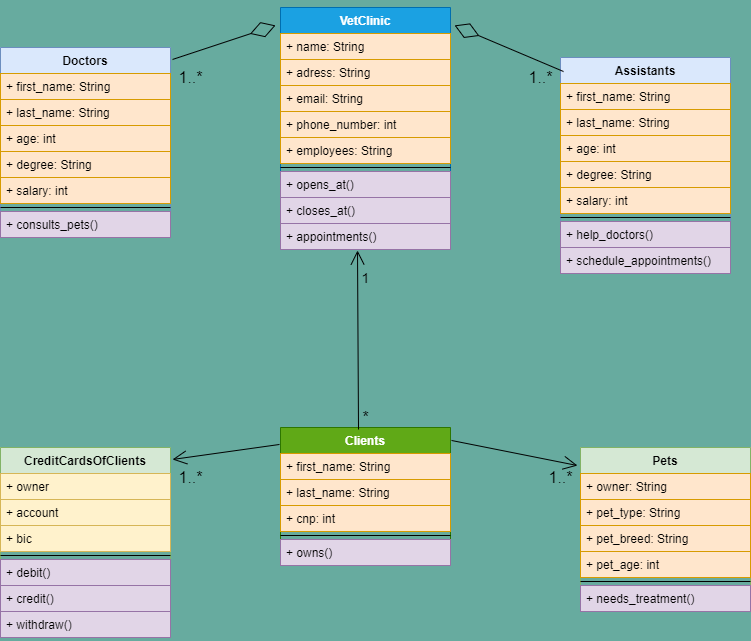 VetClinic
+ name: String
+ adress: String
+ email: String
+ phone_number: int
+ employees: String
+ opens_at()
+ closes_at()
+ appointments()
Doctors
+ first_name: String
+ last_name: String
+ age: int
+ degree: String
+ salary: int
+ consults_pets()
1..*
Assistants
+ first_name: String
+ last_name: String
+ age: int
+ degree: String
+ salary: int
+ help_doctors()
+ schedule_appointments()
1..*
1
*
Clients
+ first_name: String
+ last_name: String
+ cnp: int
+ owns()
CreditCardsOfClients
+ owner
+ account
+ bic
+ debit()
+ credit()
+ withdraw()
1..*
Pets
+ owner: String
+ pet_type: String
+ pet_breed: String
+ pet_age: int
+ needs_treatment()
1..*